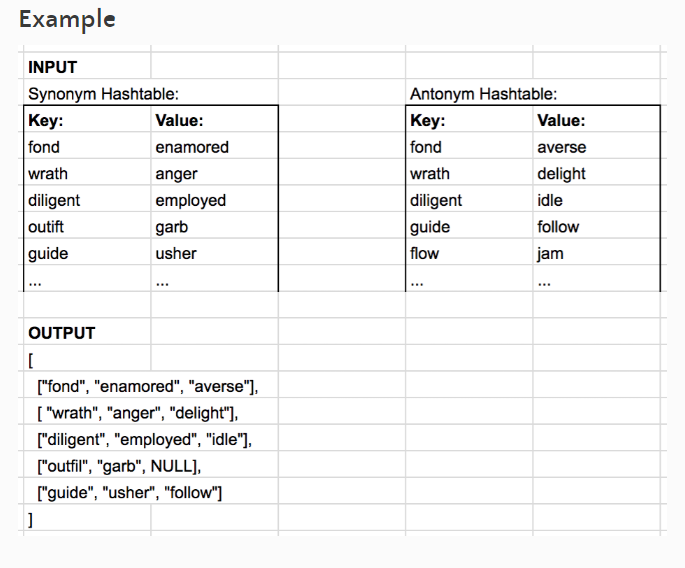 Example
INPUT
Synonym Hashtable: Antonym Hashtable:
Key: Value: Key: Value:
fond enamored fond averse
wrath anger wrath delight
diligent employed diligent idle
outift garb guide follow
guide usher flow jam
... ... ... ...
OUTPUT
[
["fond", "enamored", "averse"],
[ "wrath", "anger", "delight"],
["diligent", "employed", "idle"],
["outfil", "garb", NULL],
["guide", "usher", "follow"]
]